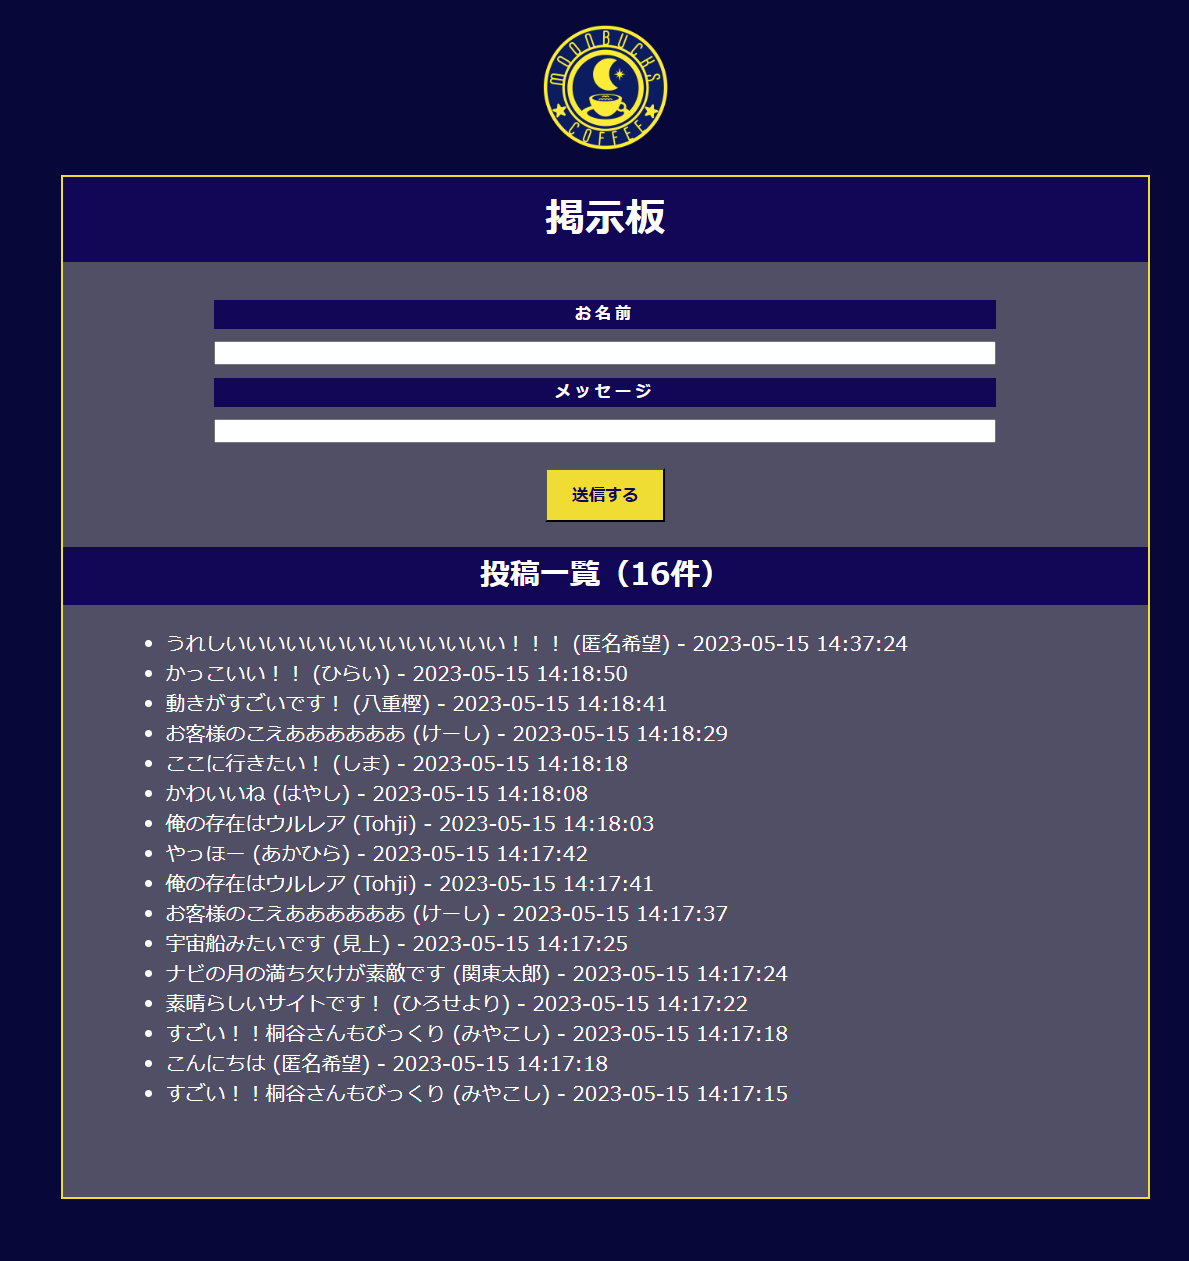 MOONBUCKS
COFFEE
掲示板
お名前
メッセージ
送信する
投稿一覧（16件）
• うれしいいいいいいいいいいいいいい！！！ (匿名希望) - 2023-05-15 14:37:24
• かっこいい！！ (ひらい) - 2023-05-15 14:18:50
• 動きがすごいです！ (八重樫) - 2023-05-15 14:18:41
• お客様のこえああああああ (けーし) - 2023-05-15 14:18:29
• ここに行きたい！ (しま) - 2023-05-15 14:18:18
• かわいいね (はやし) - 2023-05-15 14:18:08
• 俺の存在はウルレア (Tohji) - 2023-05-15 14:18:03
• やっほー (あかひら) - 2023-05-15 14:17:42
• 俺の存在はウルレア (Tohji) - 2023-05-15 14:17:41
• お客様のこえああああああ (けーし) - 2023-05-15 14:17:37
• 宇宙船みたいです (見上) - 2023-05-15 14:17:25
• ナビの月の満ち欠けが素敵です (関東太郎) - 2023-05-15 14:17:24
• 素晴らしいサイトです！ (ひろせより) - 2023-05-15 14:17:22
• すごい！！桐谷さんもびっくり (みやこし) - 2023-05-15 14:17:18
• こんにちは (匿名希望) - 2023-05-15 14:17:18
• すごい！！桐谷さんもびっくり (みやこし) - 2023-05-15 14:17:15